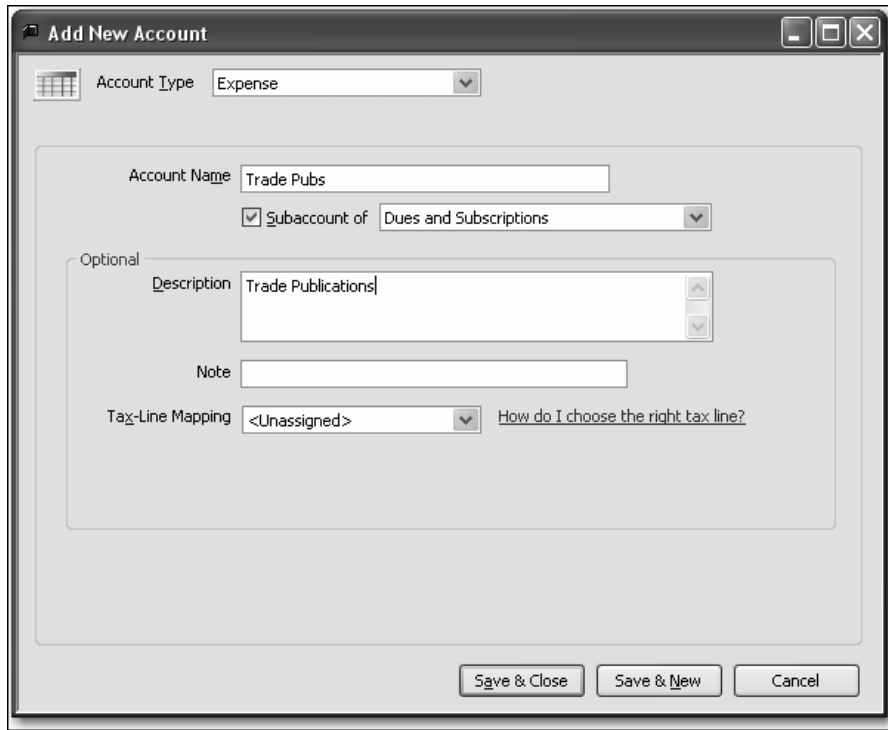 Add New Account
Account Type Expense
Account Name Trade Pubs
Subaccount of Dues and Subscriptions
Optional
Description Trade Publications
Note
Tax-Line Mapping <Unassigned> How do I choose the right tax line?
Save & Close Save & New Cancel